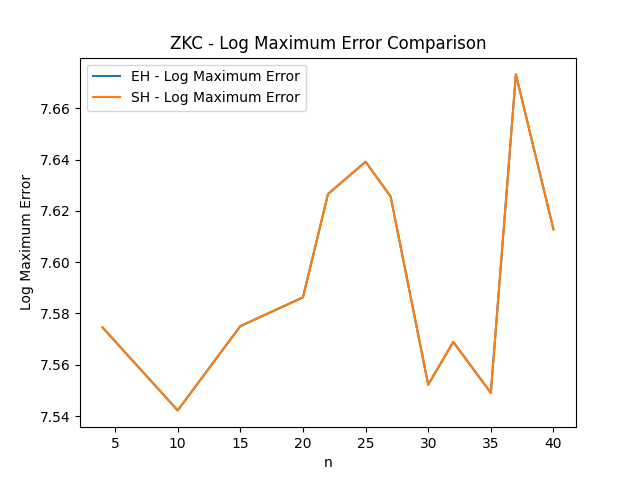 ZKC - Log Maximum Error Comparison
EH - Log Maximum Error
SH - Log Maximum Error
Log Maximum Error
7.66
7.64
7.62
7.60
7.58
7.56
7.54
5 10 15 20 25 30 35 40
n